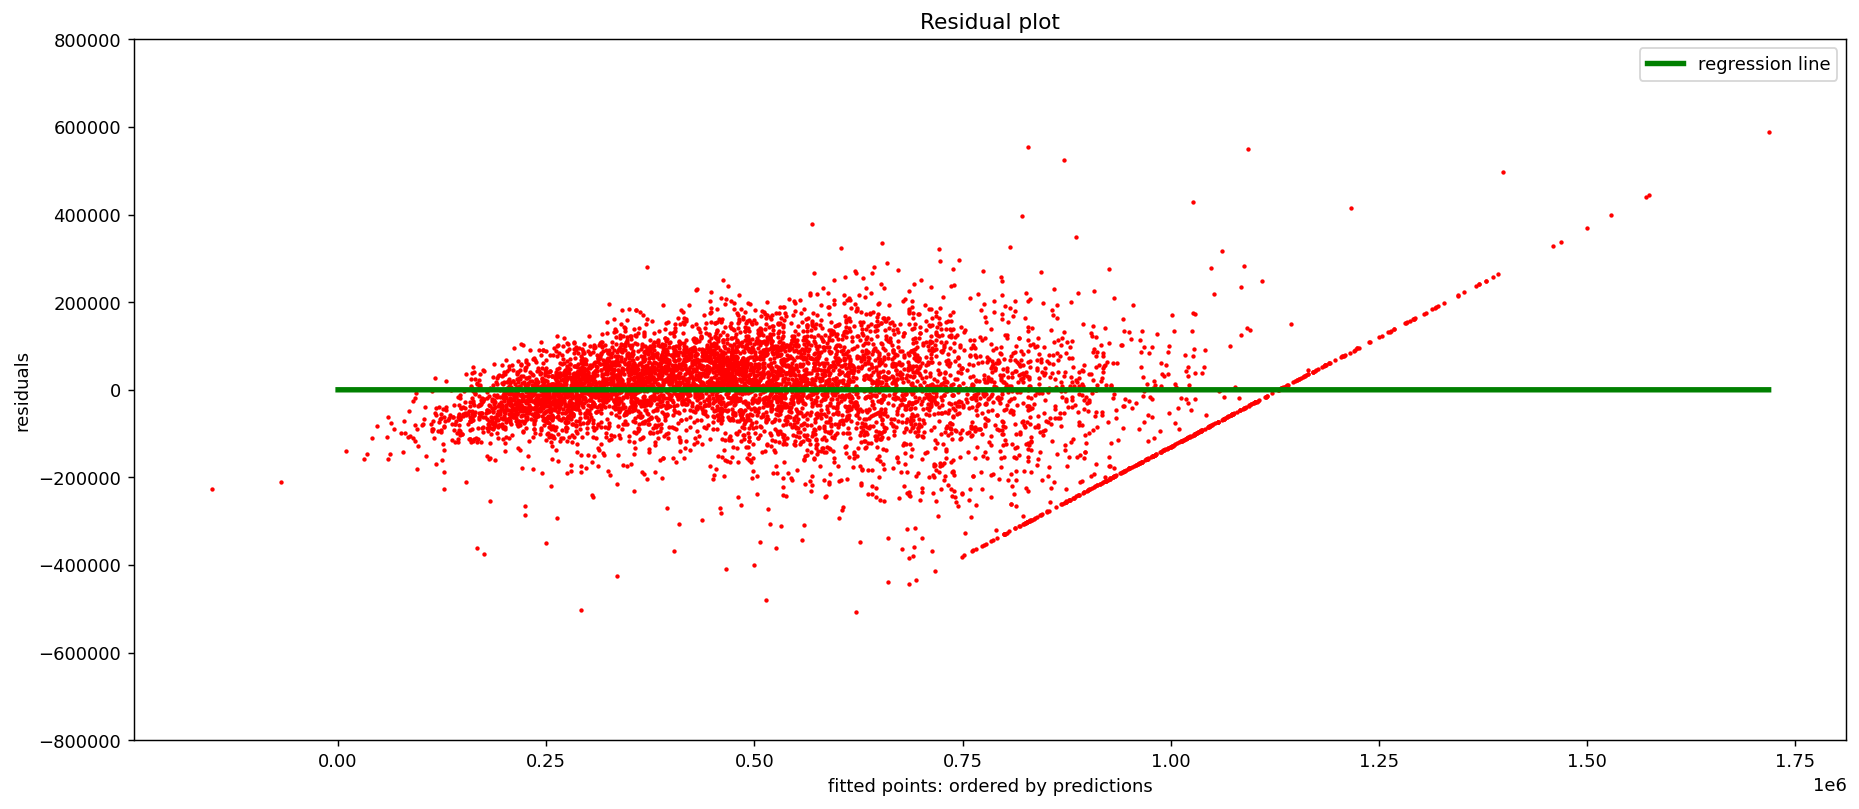 Residual plot
800000
600000
400000
200000
0
−200000
−400000
−600000
−800000
residuals
regression line
0.00 0.25 0.50 0.75 1.00 1.25 1.50 1.75
fitted points: ordered by predictions
1e6